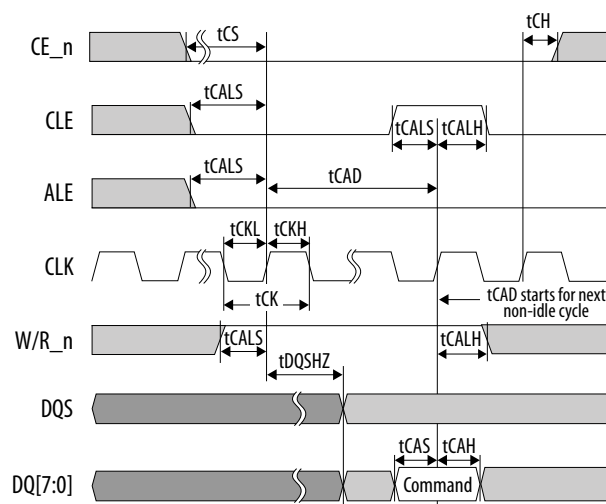 CE_n
tCS
tCH
CLE
tCALS
tCALS
tCALH
ALE
tCALS
tCAD
CLK
tCKL
tCKH
tCK
tCAD starts for next
non-idle cycle
W/R_n
tCALS
tCALH
tDQSHZ
DQS
tCAS
tCAH
DQ[7:0]
Command